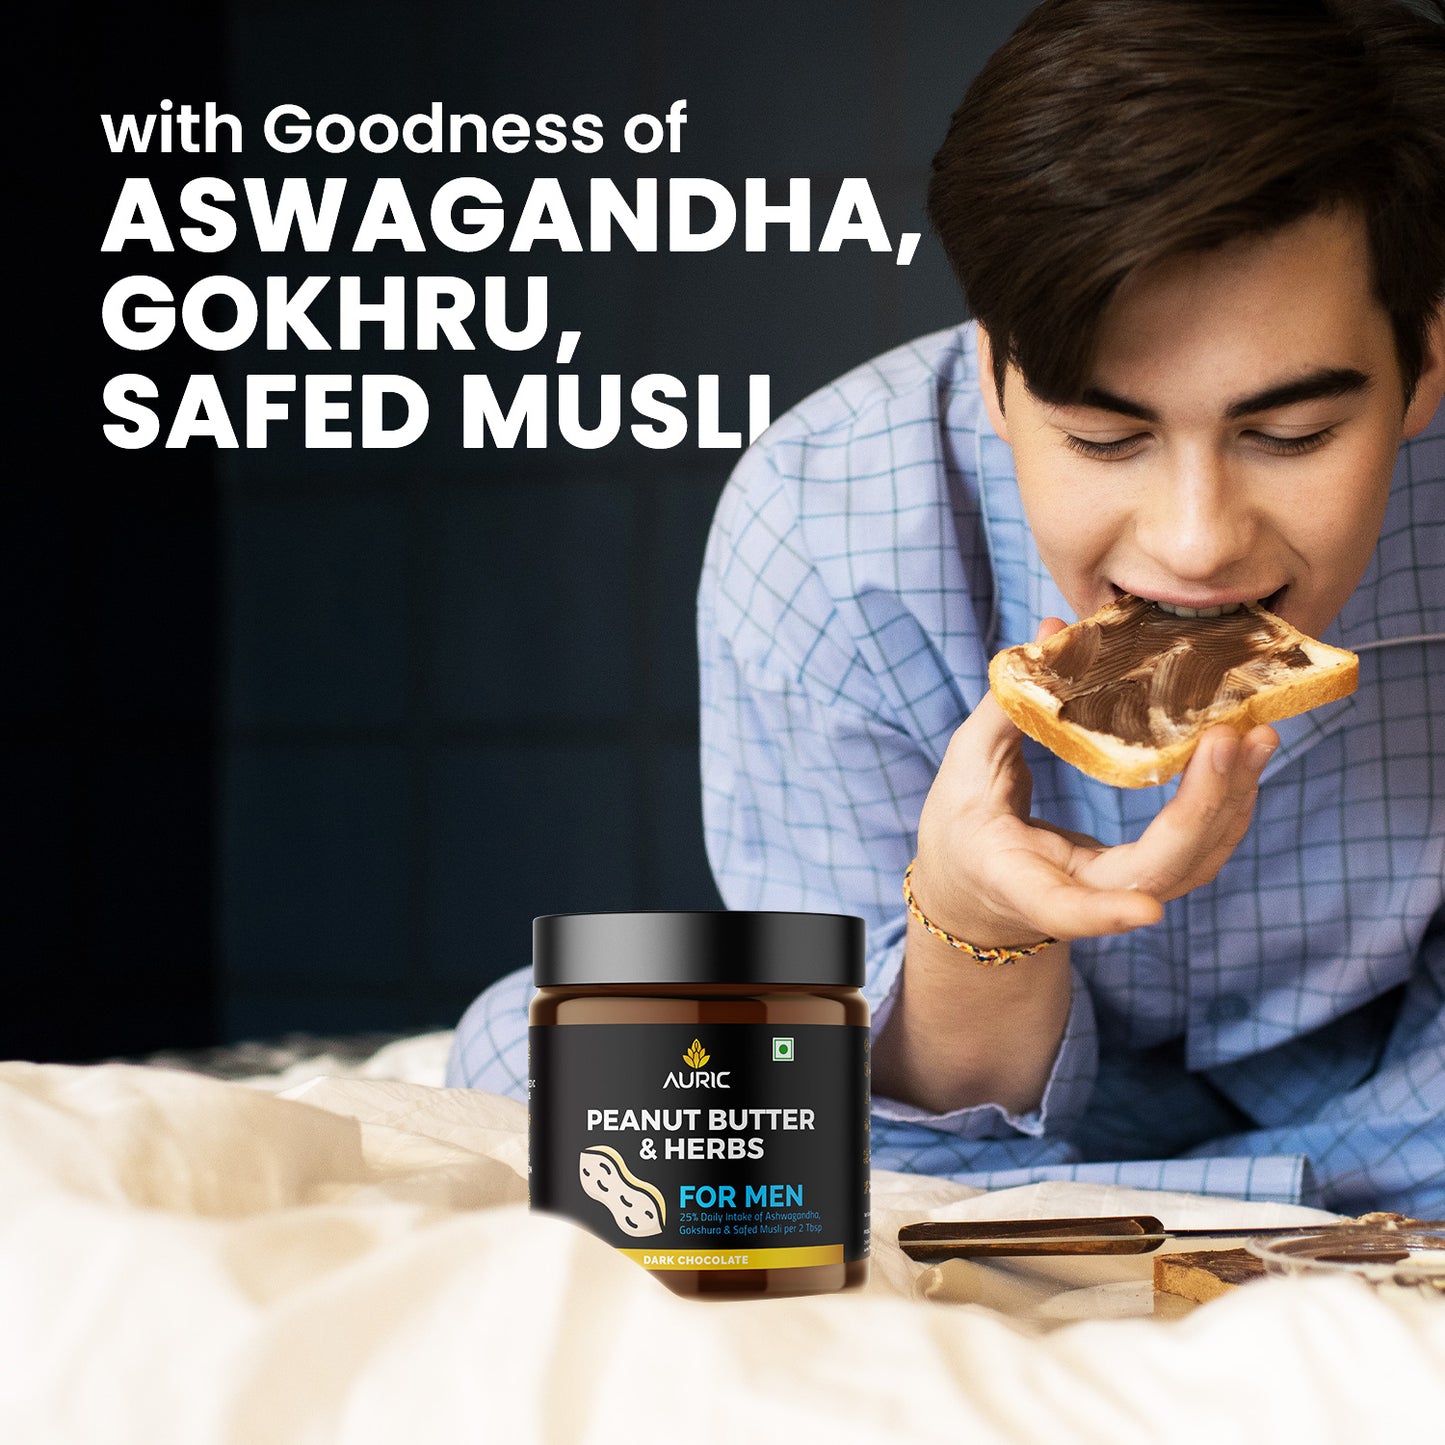 with Goodness of
ASWAGANDHA,
GOKHRU,
SAFED MUSLI
AURIC
PEANUT BUTTER
& HERBS
FOR MEN
25% Daily Intake of Ashwagandha,
Gokshura & Safed Musli per 2 Tbsp
DARK CHOCOLATE